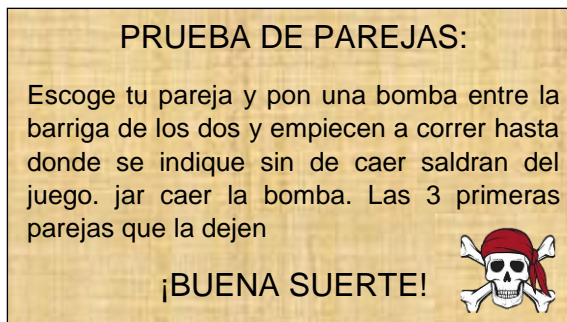 PRUEBA DE PAREJAS:
Escoge tu pareja y pon una bomba entre la
barriga de los dos y empiecen a correr hasta
donde se indique sin de caer saldran del
juego. jar caer la bomba. Las 3 primeras
parejas que la dejen
¡BUENA SUERTE!